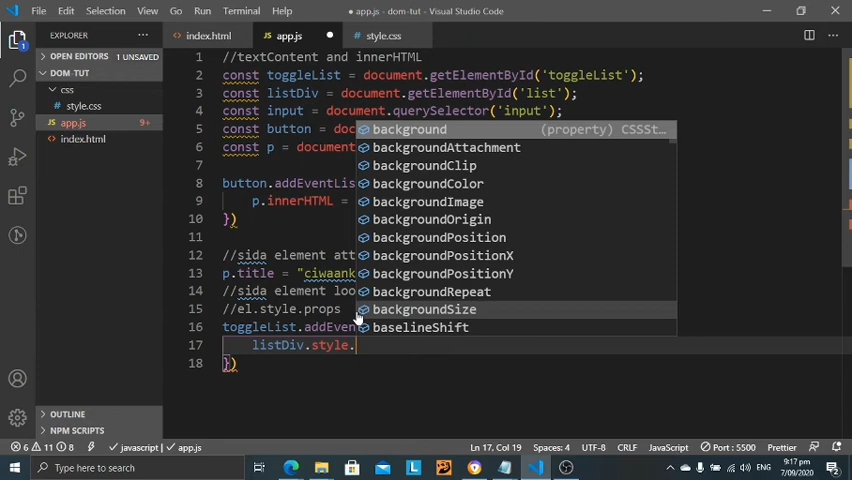 File Edit Selection View Go Run Terminal Help
● app.js - dom-tut - Visual Studio Code
EXPLORER
index.html
app.js
style.css
OPEN EDITORS 1 UNSAVED
DOM-TUT
css
style.css
app.js 9+
index.html
OUTLINE
NPM SCRIPTS
1 //textContent and innerHTML
2 const toggleList = document.getElementById('toggleList');
3 const listDiv = document.getElementById('list');
4 const input = document.querySelector('input');
5 const button = doc
6 const p = document
7
8 button.addEventLis
9 p.innerHTML =
10 })
11
12 //sida element att
13 p.title = "ciwaank
14 //sida element loo
15 //el.style.props
16 toggleList.addEven
17 listDiv.style.
18 })
background (property) CSSSt…
backgroundAttachment
backgroundClip
backgroundColor
backgroundImage
backgroundOrigin
backgroundPosition
backgroundPositionX
backgroundPositionY
backgroundRepeat
backgroundSize
baselineShift
6 11 8 javascript | app.js Ln 17, Col 19 Spaces: 4 UTF-8 CRLF JavaScript Port : 5500 Prettier
Type here to search
ENG
9:17 pm
7/09/2020
2